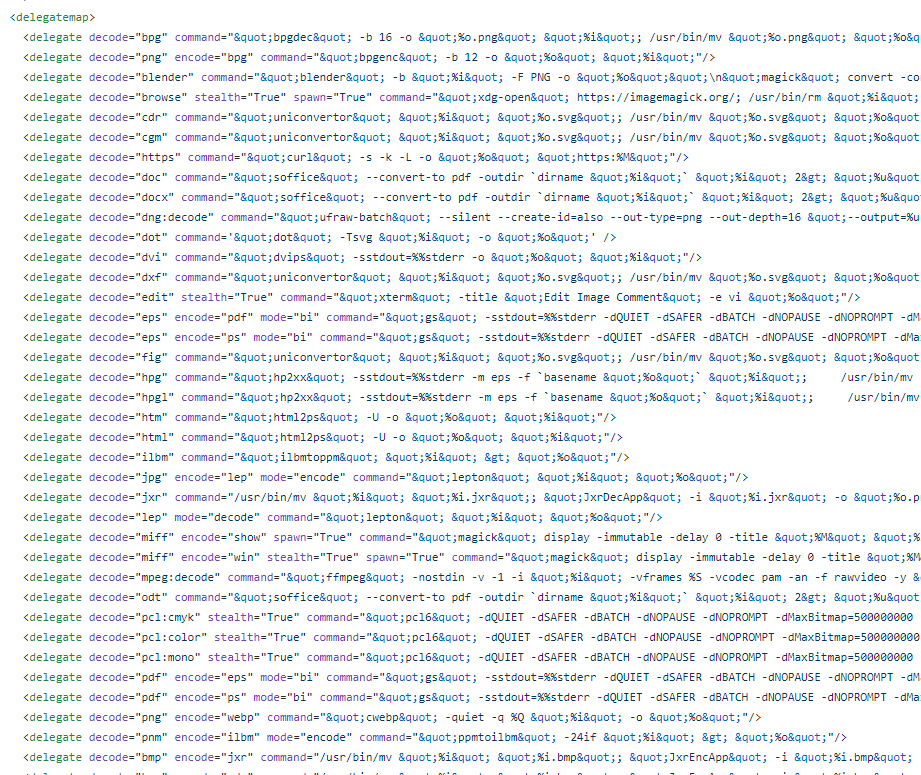 <delegatemap>
<delegate decode="bpg" command="&quot;bpgdec&quot; -b 16 -o &quot;%o.png&quot; &quot;%i&quot;; /usr/bin/mv &quot;%o.png&quot; &quot;%o&q
<delegate decode="png" encode="bpg" command="&quot;bpgenc&quot; -b 12 -o &quot;%o&quot; &quot;%i&quot;"/>
<delegate decode="blender" command="&quot;blender&quot; -b &quot;%i&quot; -F PNG -o &quot;%o&quot;&quot;\n&quot;magick&quot; convert -co
<delegate decode="browse" stealth="True" spawn="True" command="&quot;xdg-open&quot; https://imagemagick.org/; /usr/bin/rm &quot;%i&quot;
<delegate decode="cdr" command="&quot;uniconvertor&quot; &quot;%i&quot; &quot;%o.svg&quot;; /usr/bin/mv &quot;%o.svg&quot; &quot;%o&quot
<delegate decode="cgm" command="&quot;uniconvertor&quot; &quot;%i&quot; &quot;%o.svg&quot;; /usr/bin/mv &quot;%o.svg&quot; &quot;%o&quot
<delegate decode="https" command="&quot;curl&quot; -s -k -L -o &quot;%o&quot; &quot;https:%M&quot;"/>
<delegate decode="doc" command="&quot;soffice&quot; --convert-to pdf -outdir `dirname &quot;%i&quot;` &quot;%i&quot; 2&gt; &quot;%u&quot
<delegate decode="docx" command="&quot;soffice&quot; --convert-to pdf -outdir `dirname &quot;%i&quot;` &quot;%i&quot; 2&gt; &quot;%u&quo
<delegate decode="dng:decode" command="&quot;ufraw-batch&quot; --silent --create-id=also --out-type=png --out-depth=16 &quot;--output=%u
<delegate decode="dot" command='&quot;dot&quot; -Tsvg &quot;%i&quot; -o &quot;%o&quot;' />
<delegate decode="dvi" command="&quot;dvips&quot; -sstdout=%%stderr -o &quot;%o&quot; &quot;%i&quot;"/>
<delegate decode="dxf" command="&quot;uniconvertor&quot; &quot;%i&quot; &quot;%o.svg&quot;; /usr/bin/mv &quot;%o.svg&quot; &quot;%o&quot
<delegate decode="edit" stealth="True" command="&quot;xterm&quot; -title &quot;Edit Image Comment&quot; -e vi &quot;%o&quot;"/>
<delegate decode="eps" encode="pdf" mode="bi" command="&quot;gs&quot; -sstdout=%%stderr -dQUIET -dSAFER -dBATCH -dNOPAUSE -dNOPROMPT -dM
<delegate decode="eps" encode="ps" mode="bi" command="&quot;gs&quot; -sstdout=%%stderr -dQUIET -dSAFER -dBATCH -dNOPAUSE -dNOPROMPT -dMa
<delegate decode="fig" command="&quot;uniconvertor&quot; &quot;%i&quot; &quot;%o.svg&quot;; /usr/bin/mv &quot;%o.svg&quot; &quot;%o&quot
<delegate decode="hpg" command="&quot;hp2xx&quot; -sstdout=%%stderr -m eps -f `basename &quot;%o&quot;` &quot;%i&quot;;     /usr/bin/mv
<delegate decode="hpgl" command="&quot;hp2xx&quot; -sstdout=%%stderr -m eps -f `basename &quot;%o&quot;` &quot;%i&quot;;     /usr/bin/mv
<delegate decode="htm" command="&quot;html2ps&quot; -U -o &quot;%o&quot; &quot;%i&quot;"/>
<delegate decode="html" command="&quot;html2ps&quot; -U -o &quot;%o&quot; &quot;%i&quot;"/>
<delegate decode="ilbm" command="&quot;ilbmtoppm&quot; &quot;%i&quot; &gt; &quot;%o&quot;"/>
<delegate decode="jpg" encode="lep" mode="encode" command="&quot;lepton&quot; &quot;%i&quot; &quot;%o&quot;"/>
<delegate decode="jxr" command="/usr/bin/mv &quot;%i&quot; &quot;%i.jxr&quot;; &quot;JxrDecApp&quot; -i &quot;%i.jxr&quot; -o &quot;%o.p
<delegate decode="lep" mode="decode" command="&quot;lepton&quot; &quot;%i&quot; &quot;%o&quot;"/>
<delegate decode="miff" encode="show" spawn="True" command="&quot;magick&quot; display -immutable -delay 0 -title &quot;%M&quot; &quot;%
<delegate decode="miff" encode="win" stealth="True" spawn="True" command="&quot;magick&quot; display -immutable -delay 0 -title &quot;%M
<delegate decode="mpeg:decode" command="&quot;ffmpeg&quot; -nostdin -v -1 -i &quot;%i&quot; -vframes %S -vcodec pam -an -f rawvideo -y &
<delegate decode="odt" command="&quot;soffice&quot; --convert-to pdf -outdir `dirname &quot;%i&quot;` &quot;%i&quot; 2&gt; &quot;%u&quot
<delegate decode="pcl:cmyk" stealth="True" command="&quot;pcl6&quot; -dQUIET -dSAFER -dBATCH -dNOPAUSE -dNOPROMPT -dMaxBitmap=500000000
<delegate decode="pcl:color" stealth="True" command="&quot;pcl6&quot; -dQUIET -dSAFER -dBATCH -dNOPAUSE -dNOPROMPT -dMaxBitmap=500000000
<delegate decode="pcl:mono" stealth="True" command="&quot;pcl6&quot; -dQUIET -dSAFER -dBATCH -dNOPAUSE -dNOPROMPT -dMaxBitmap=500000000
<delegate decode="pdf" encode="eps" mode="bi" command="&quot;gs&quot; -sstdout=%%stderr -dQUIET -dSAFER -dBATCH -dNOPAUSE -dNOPROMPT -dM
<delegate decode="pdf" encode="ps" mode="bi" command="&quot;gs&quot; -sstdout=%%stderr -dQUIET -dSAFER -dBATCH -dNOPAUSE -dNOPROMPT -dMa
<delegate decode="png" encode="webp" command="&quot;cwebp&quot; -quiet -q %Q &quot;%i&quot; -o &quot;%o&quot;"/>
<delegate decode="pnm" encode="ilbm" mode="encode" command="&quot;ppmtoilbm&quot; -24if &quot;%i&quot; &gt; &quot;%o&quot;"/>
<delegate decode="bmp" encode="jxr" command="/usr/bin/mv &quot;%i&quot; &quot;%i.bmp&quot;; &quot;JxrEncApp&quot; -i &quot;%i.bmp&quot;